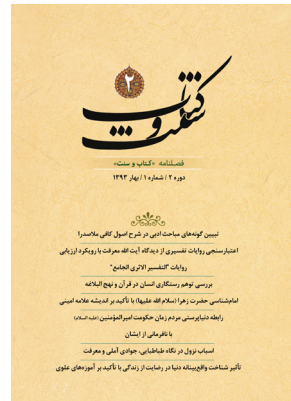 ۲
کتاب و سنت
فصلنامه «کتاب و سنت»
دوره ۲ / شماره ۱ / بهار ۱۳۹۳
تبیین گونه‌های مباحث ادبی در شرح اصول کافی ملاصدرا
اعتبارسنجی روایات تفسیری از دیدگاه آیت الله معرفت با رویکرد ارزیابی
روایات "التفسیر الاثری الجامع"
بررسی توهم رستگاری انسان در قرآن و نهج البلاغه
امام‌شناسی حضرت زهرا (سلام الله علیها) با تأکید بر اندیشه علامه امینی
رابطه دنیاپرستی مردم زمان حکومت امیرالمؤمنین (علیه السلام)
با نافرمانی از ایشان
اسباب نزول در نگاه طباطبایی، جوادی آملی و معرفت
تأثیر شناخت واقع‌بینانه دنیا در رضایت از زندگی با تأکید بر آموزه‌های علوی